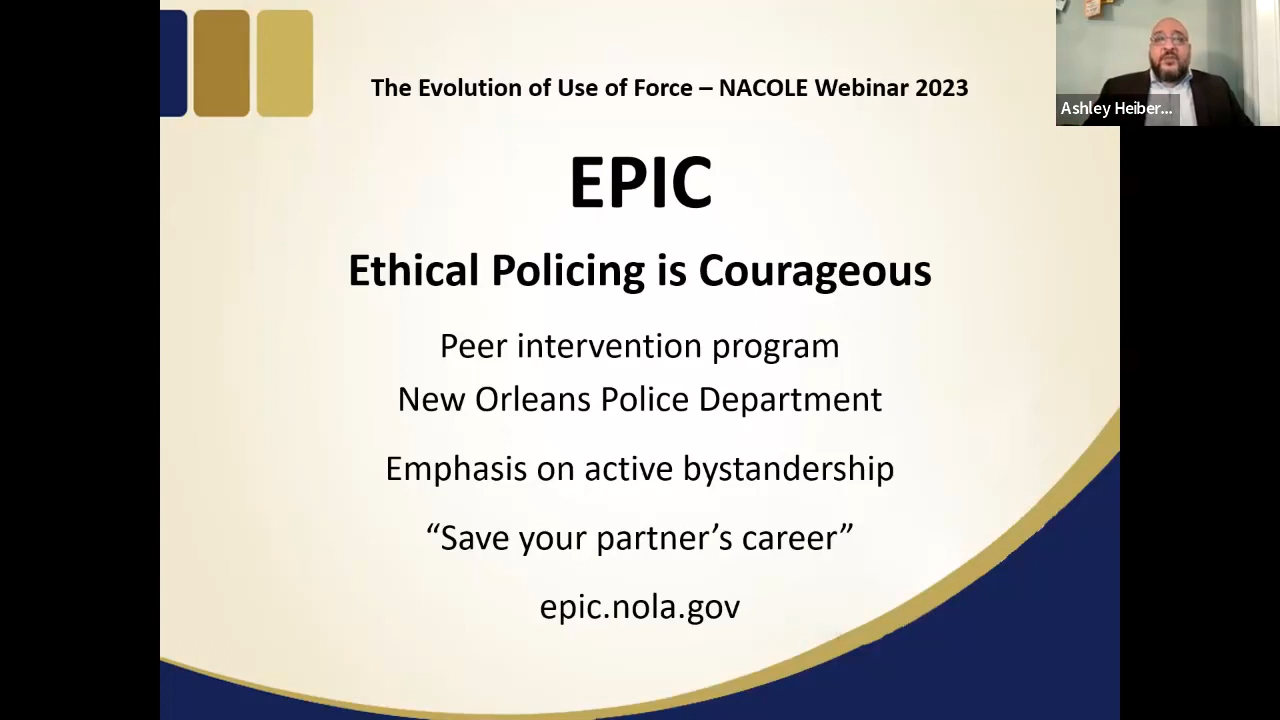 The Evolution of Use of Force – NACOLE Webinar 2023
Ashley Heiber...
EPIC
Ethical Policing is Courageous
Peer intervention program
New Orleans Police Department
Emphasis on active bystandership
“Save your partner’s career”
epic.nola.gov